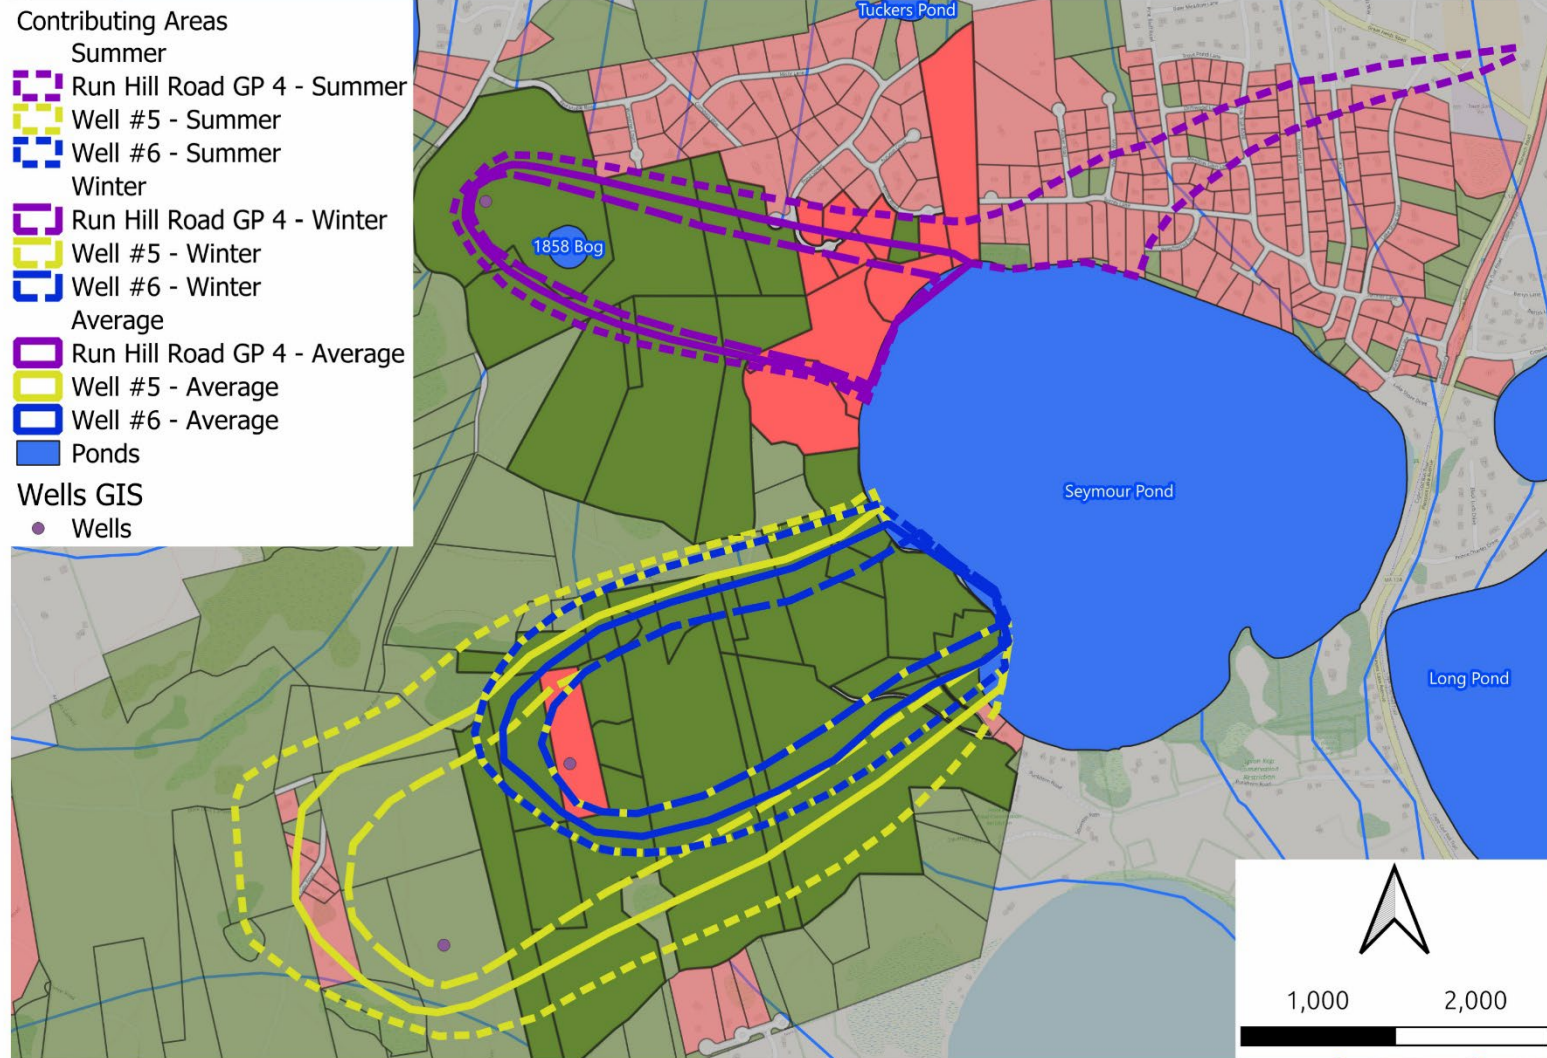 Contributing Areas
Summer
Run Hill Road GP 4 - Summer
Well #5 - Summer
Well #6 - Summer
Winter
Run Hill Road GP 4 - Winter
Well #5 - Winter
Well #6 - Winter
Average
Run Hill Road GP 4 - Average
Well #5 - Average
Well #6 - Average
Ponds
Wells GIS
Wells
Tuckers Pond
1858 Bog
Seymour Pond
Long Pond
1,000 2,000